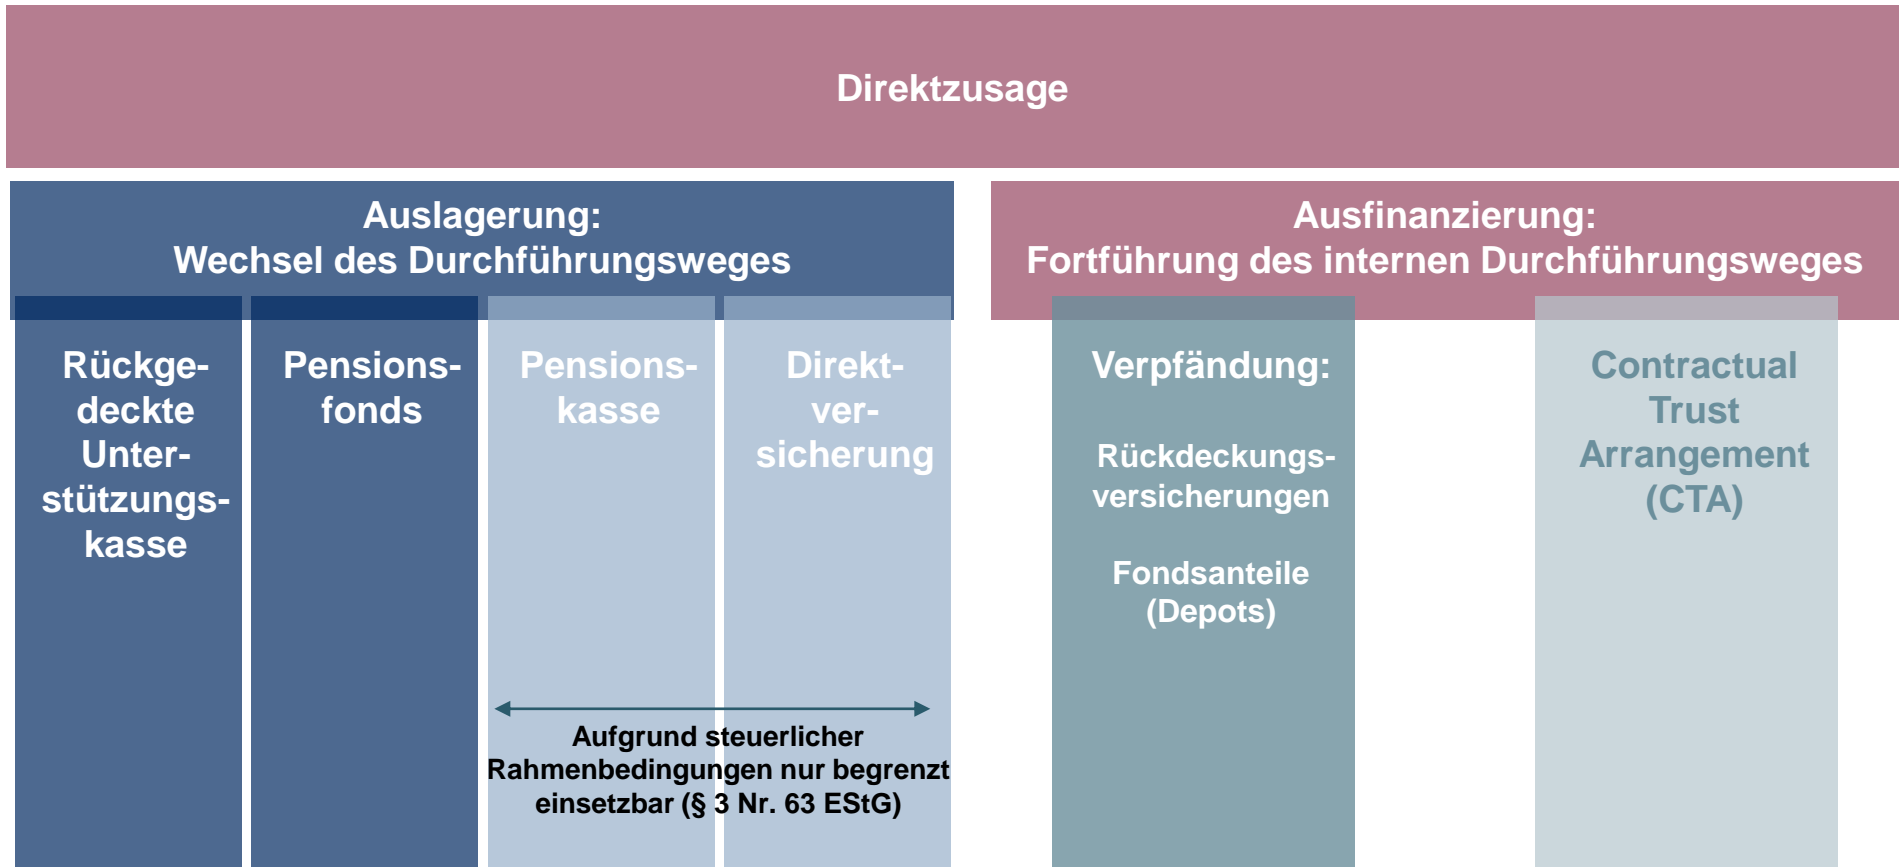 Direktzusage
Auslagerung:
Wechsel des Durchführungsweges
Rückge-
deckte
Unter-
stützungs-
kasse
Pensions-
fonds
Pensions-
kasse
Direkt-
ver-
sicherung
Aufgrund steuerlicher
Rahmenbedingungen nur begrenzt
einsetzbar (§ 3 Nr. 63 EStG)
Ausfinanzierung:
Fortführung des internen Durchführungsweges
Verpfändung:
Rückdeckungs-
versicherungen
Fondsanteile
(Depots)
Contractual
Trust
Arrangement
(CTA)